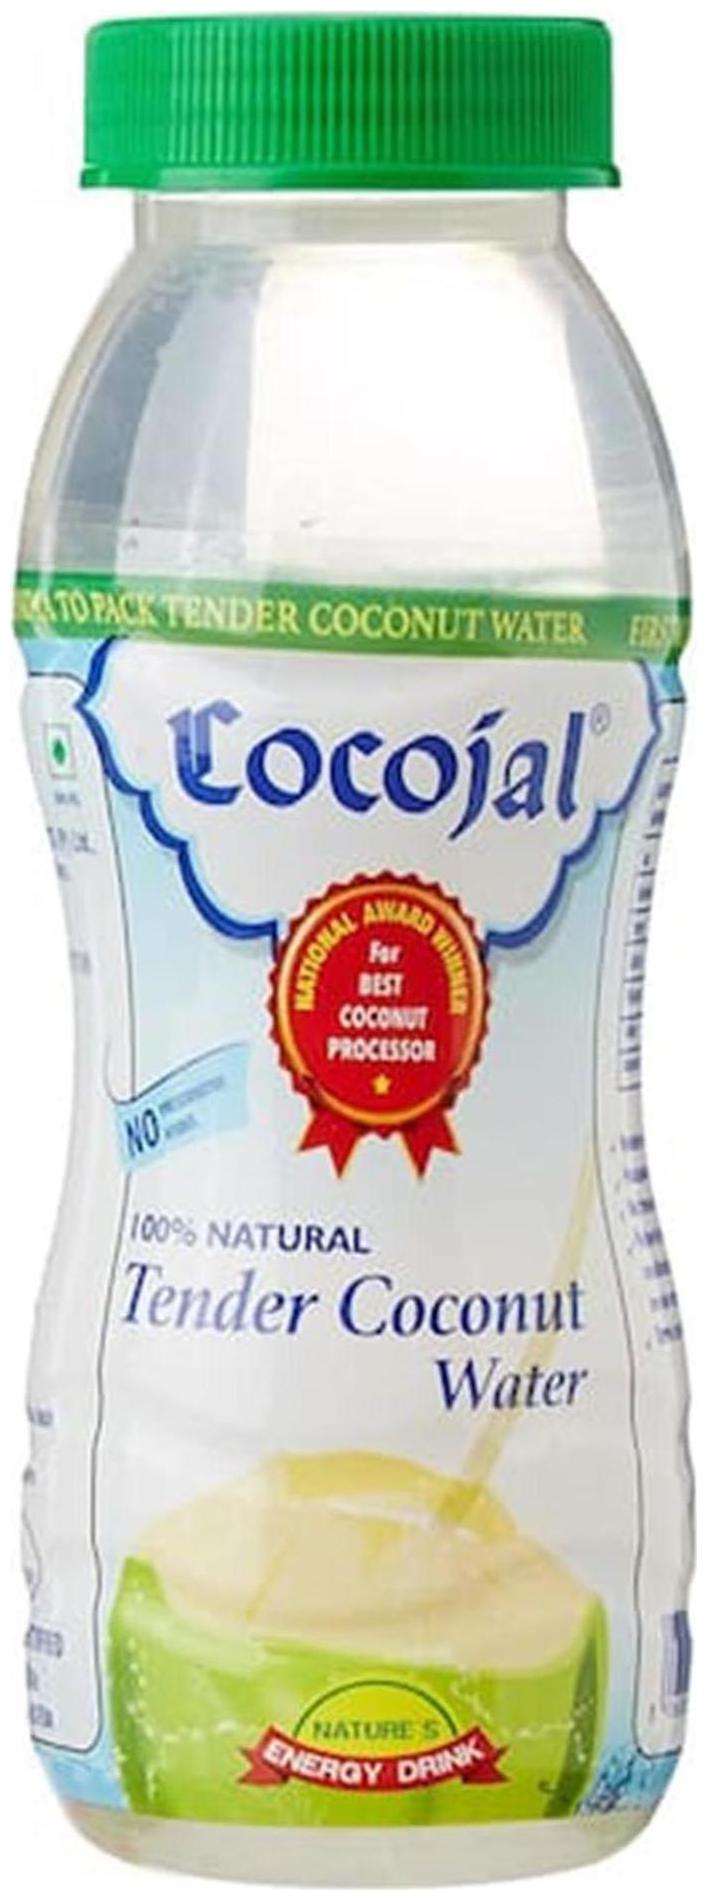 TO PACK TENDER COCONUT WATER
Cocojal®
NATIONAL AWARD WINNER
For
BEST
COCONUT
PROCESSOR
NO
100% NATURAL
Tender Coconut
Water
NATURE S
ENERGY DRINK